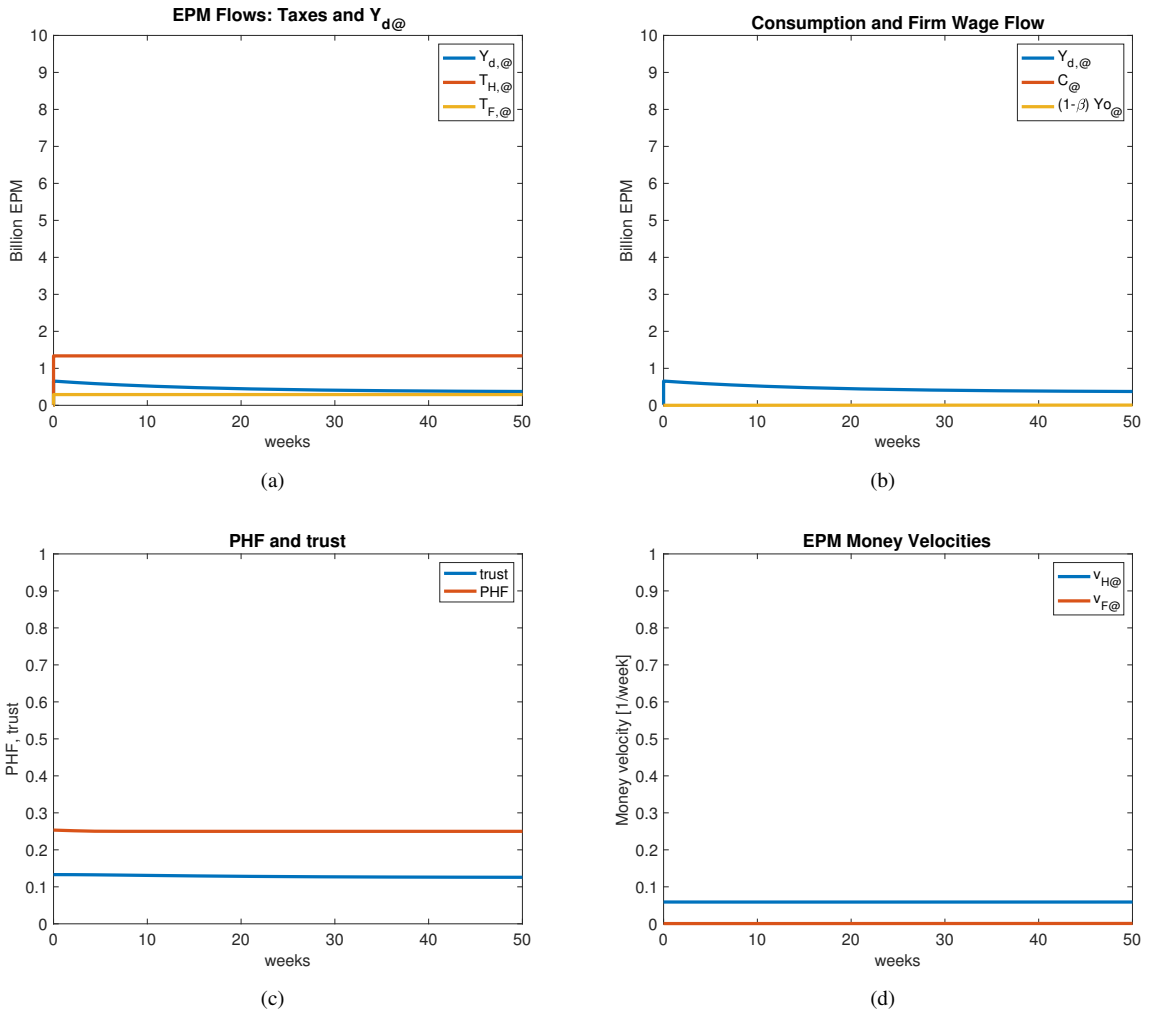 EPM Flows: Taxes and Y_d@
10
9
8
7
6
5
4
3
2
1
0
Billion EPM
0 10 20 30 40 50
weeks
Y_d,@
T_H,@
T_F,@
(a)
Consumption and Firm Wage Flow
10
9
8
7
6
5
4
3
2
1
0
Billion EPM
0 10 20 30 40 50
weeks
Y_d,@
C_@
(1-β) Yo_@
(b)
PHF and trust
1
0.9
0.8
0.7
0.6
0.5
0.4
0.3
0.2
0.1
0
PHF, trust
0 10 20 30 40 50
weeks
trust
PHF
(c)
EPM Money Velocities
1
0.9
0.8
0.7
0.6
0.5
0.4
0.3
0.2
0.1
0
Money velocity [1/week]
0 10 20 30 40 50
weeks
v_H@
v_F@
(d)